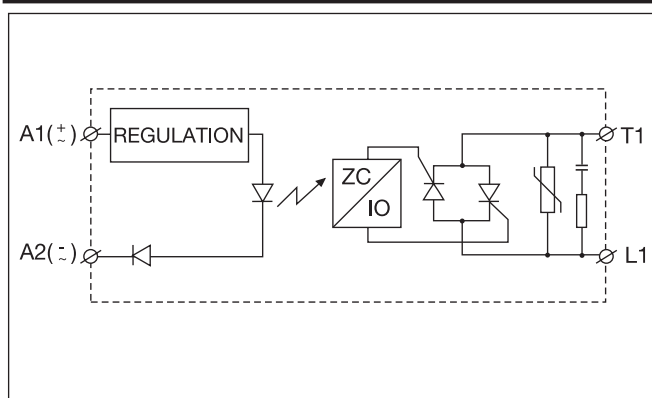 A1(+ ~)
REGULATION
T1
ZC
IO
A2(- ~)
L1